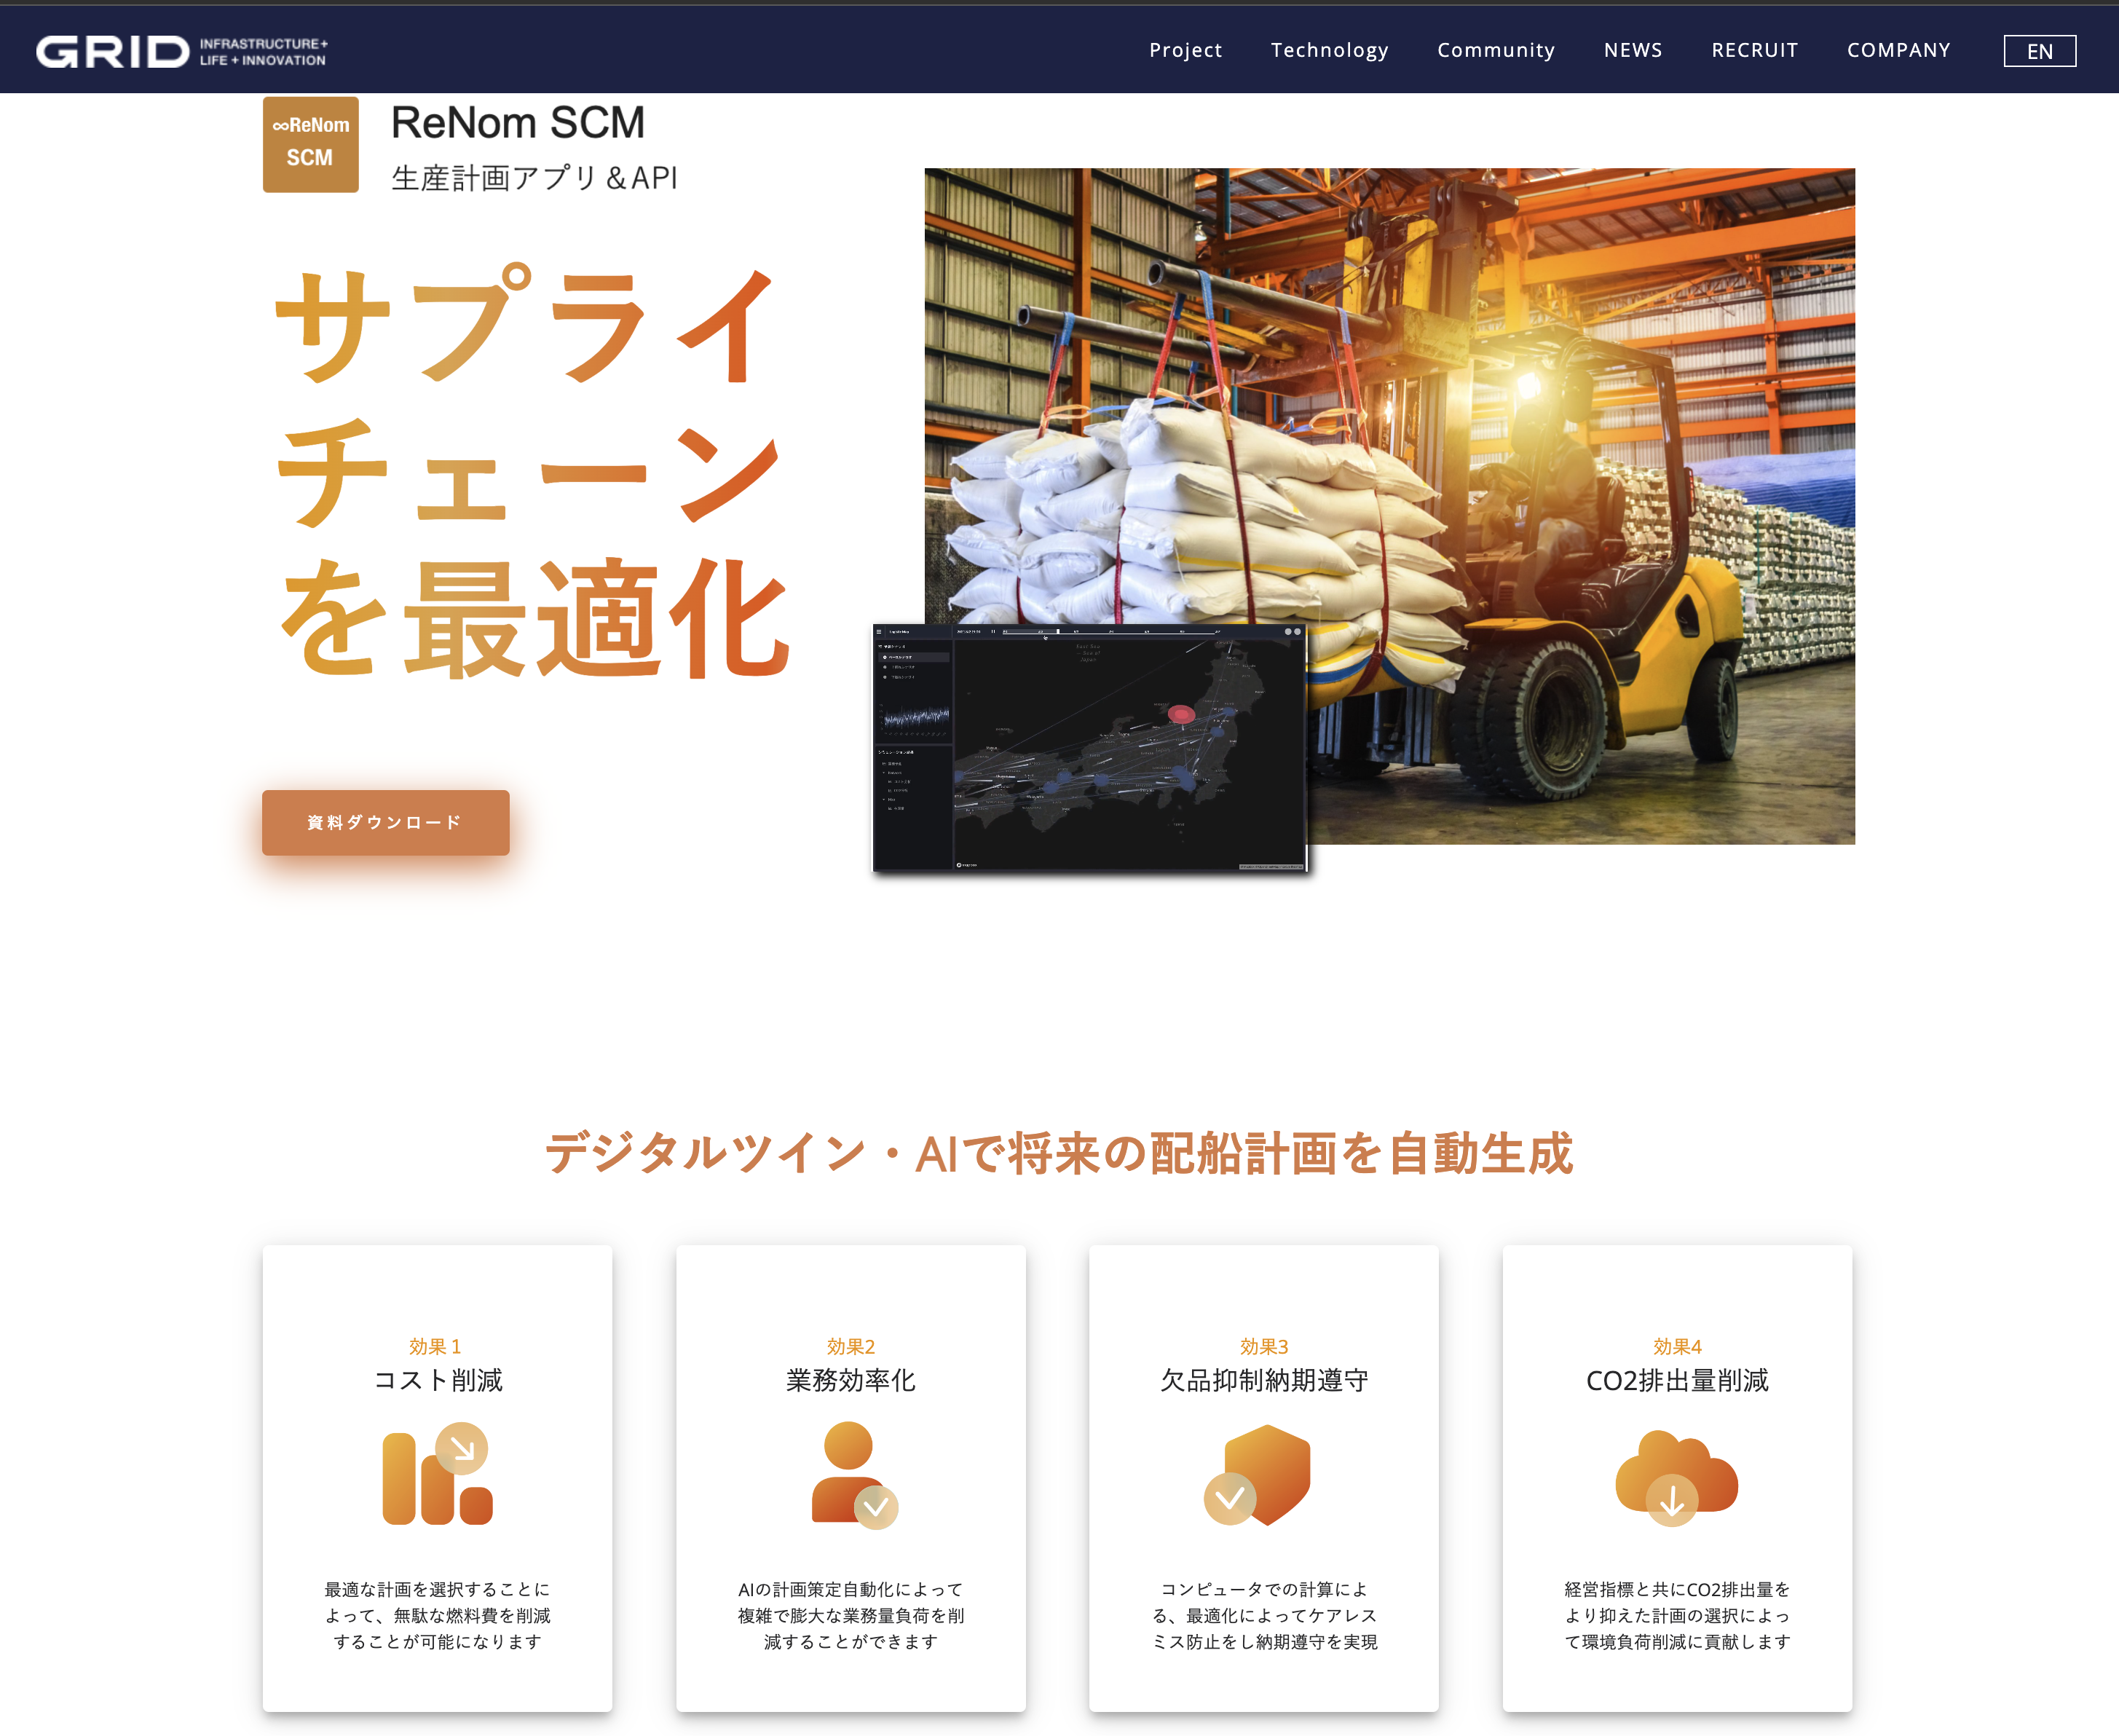 GRID INFRASTRUCTURE+
LIFE + INNOVATION
Project Technology Community NEWS RECRUIT COMPANY EN
∞ReNom
SCM
ReNom SCM
生産計画アプリ＆API
サプライ
チェーン
を最適化
East Sea
Sea of
Japan
資料ダウンロード
デジタルツイン・AIで将来の配船計画を自動生成
効果１
コスト削減
最適な計画を選択することに
よって、無駄な燃料費を削減
することが可能になります
効果2
業務効率化
AIの計画策定自動化によって
複雑で膨大な業務量負荷を削
減することができます
効果3
欠品抑制納期遵守
コンピュータでの計算によ
る、最適化によってケアレス
ミス防止をし納期遵守を実現
効果4
CO2排出量削減
経営指標と共にCO2排出量を
より抑えた計画の選択によっ
て環境負荷削減に貢献します